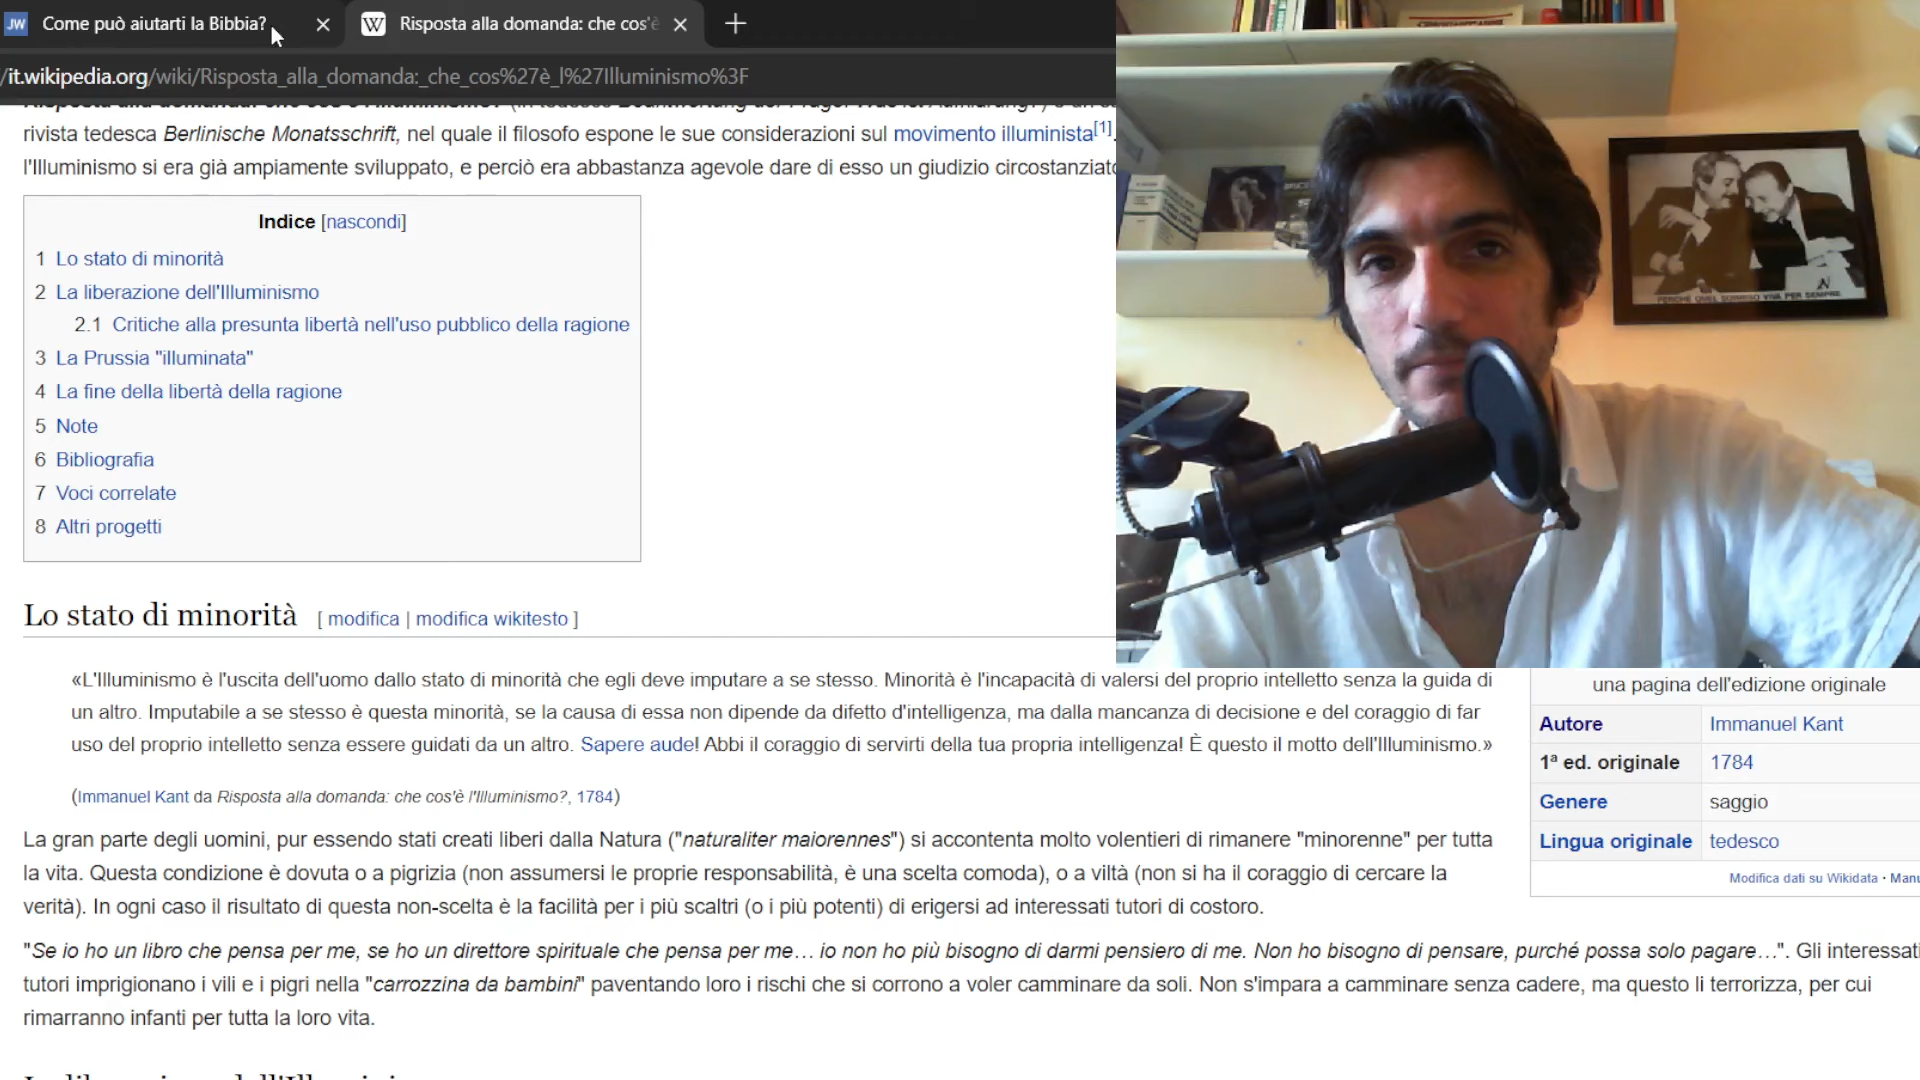 Come può aiutarti la Bibbia?
Risposta alla domanda: che cos'è
/it.wikipedia.org/wiki/Risposta_alla_domanda:_che_cos%27è_l%27Illuminismo%3F
rivista tedesca Berlinische Monatsschrift, nel quale il filosofo espone le sue considerazioni sul movimento illuminista[1].
l'Illuminismo si era già ampiamente sviluppato, e perciò era abbastanza agevole dare di esso un giudizio circostanziato
Indice [nascondi]
1 Lo stato di minorità
2 La liberazione dell'Illuminismo
2.1 Critiche alla presunta libertà nell'uso pubblico della ragione
3 La Prussia "illuminata"
4 La fine della libertà della ragione
5 Note
6 Bibliografia
7 Voci correlate
8 Altri progetti
PERCHÉ QUEL SORRISO VIVA PER SEMPRE
Lo stato di minorità [ modifica | modifica wikitesto ]
«L'Illuminismo è l'uscita dell'uomo dallo stato di minorità che egli deve imputare a se stesso. Minorità è l'incapacità di valersi del proprio intelletto senza la guida di
un altro. Imputabile a se stesso è questa minorità, se la causa di essa non dipende da difetto d'intelligenza, ma dalla mancanza di decisione e del coraggio di far
uso del proprio intelletto senza essere guidati da un altro. Sapere aude! Abbi il coraggio di servirti della tua propria intelligenza! È questo il motto dell'Illuminismo.»
(Immanuel Kant da Risposta alla domanda: che cos'è l'Illuminismo?, 1784)
La gran parte degli uomini, pur essendo stati creati liberi dalla Natura ("naturaliter maiorennes") si accontenta molto volentieri di rimanere "minorenne" per tutta
la vita. Questa condizione è dovuta o a pigrizia (non assumersi le proprie responsabilità, è una scelta comoda), o a viltà (non si ha il coraggio di cercare la
verità). In ogni caso il risultato di questa non-scelta è la facilità per i più scaltri (o i più potenti) di erigersi ad interessati tutori di costoro.
"Se io ho un libro che pensa per me, se ho un direttore spirituale che pensa per me… io non ho più bisogno di darmi pensiero di me. Non ho bisogno di pensare, purché possa solo pagare…". Gli interessati
tutori imprigionano i vili e i pigri nella "carrozzina da bambini" paventando loro i rischi che si corrono a voler camminare da soli. Non s'impara a camminare senza cadere, ma questo li terrorizza, per cui
rimarranno infanti per tutta la loro vita.
una pagina dell'edizione originale
Autore Immanuel Kant
1ª ed. originale 1784
Genere saggio
Lingua originale tedesco
Modifica dati su Wikidata · Manu